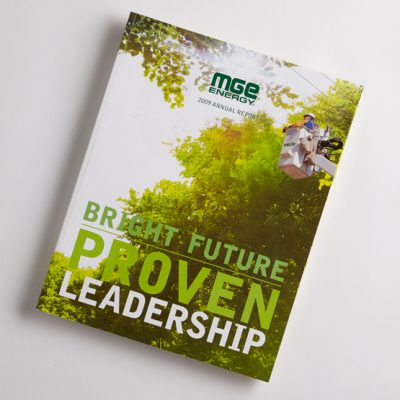 mge
ENERGY
2009 ANNUAL REPORT
BRIGHT FUTURE
PROVEN
LEADERSHIP